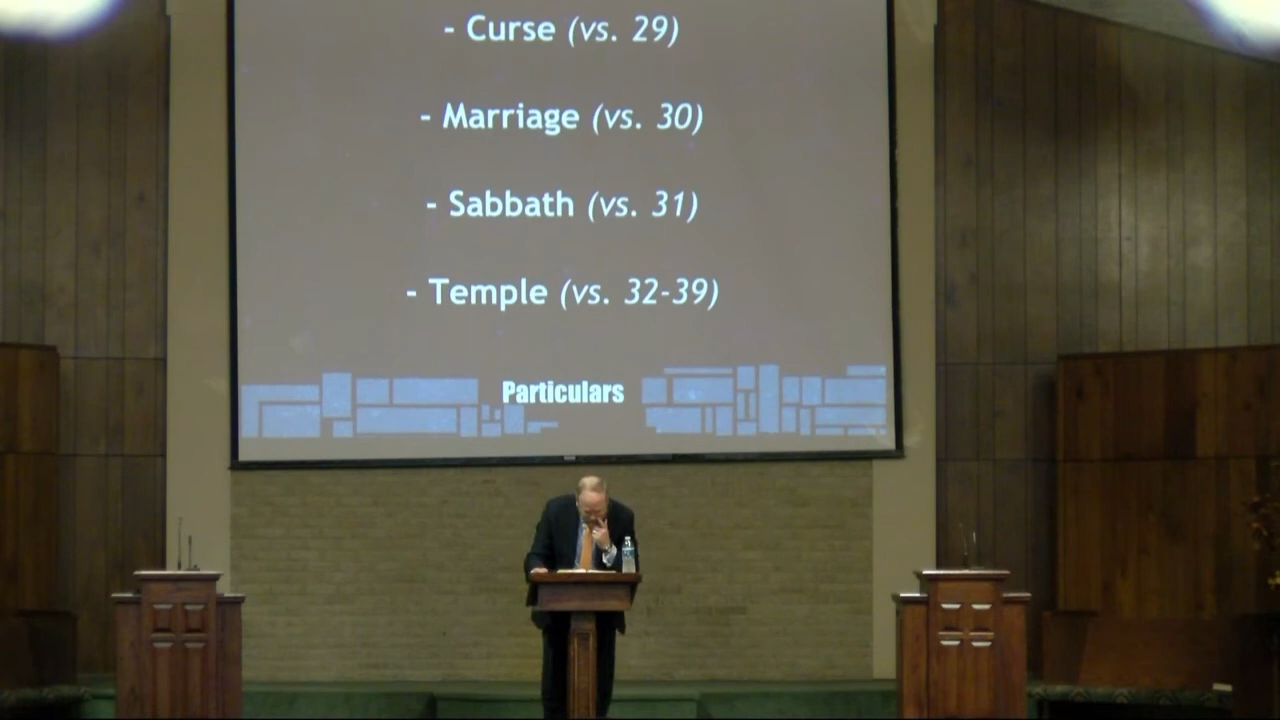 - Curse (vs. 29)
- Marriage (vs. 30)
- Sabbath (vs. 31)
- Temple (vs. 32-39)
Particulars